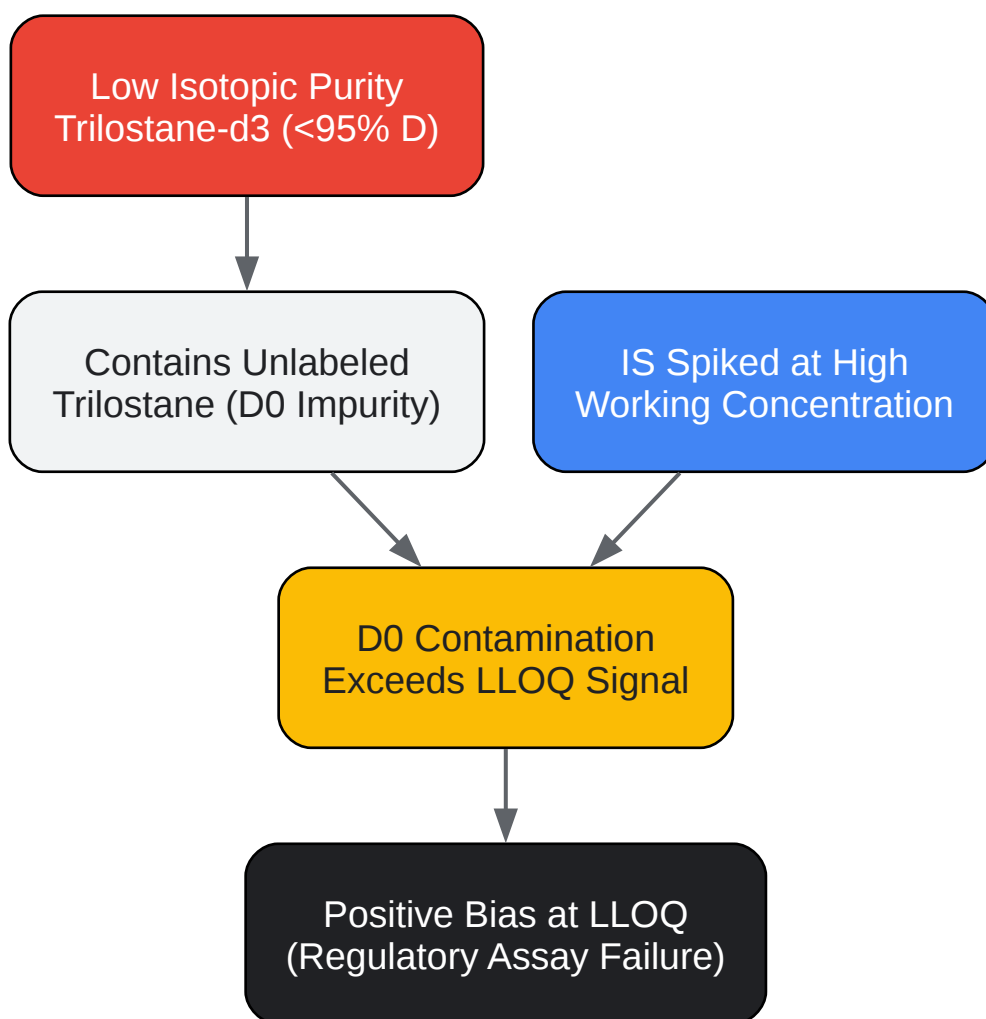 Low Isotopic Purity
Trilostane-d3 (<95% D)
Contains Unlabeled
Trilostane (D0 Impurity)
IS Spiked at High
Working Concentration
D0 Contamination
Exceeds LLOQ Signal
Positive Bias at LLOQ
(Regulatory Assay Failure)